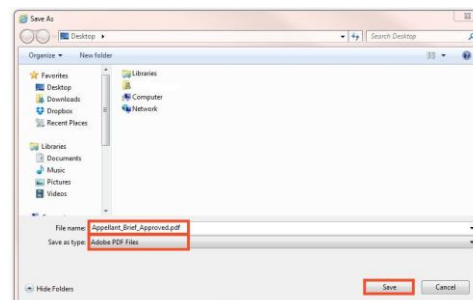 Save As
Desktop
Search Desktop
Organize
New folder
Favorites
Desktop
Downloads
Dropbox
Recent Places
Libraries
Documents
Music
Pictures
Videos
Libraries
Computer
Network
File name: Appellant_Brief_Approved.pdf
Save as type: Adobe PDF Files
Hide Folders
Save
Cancel